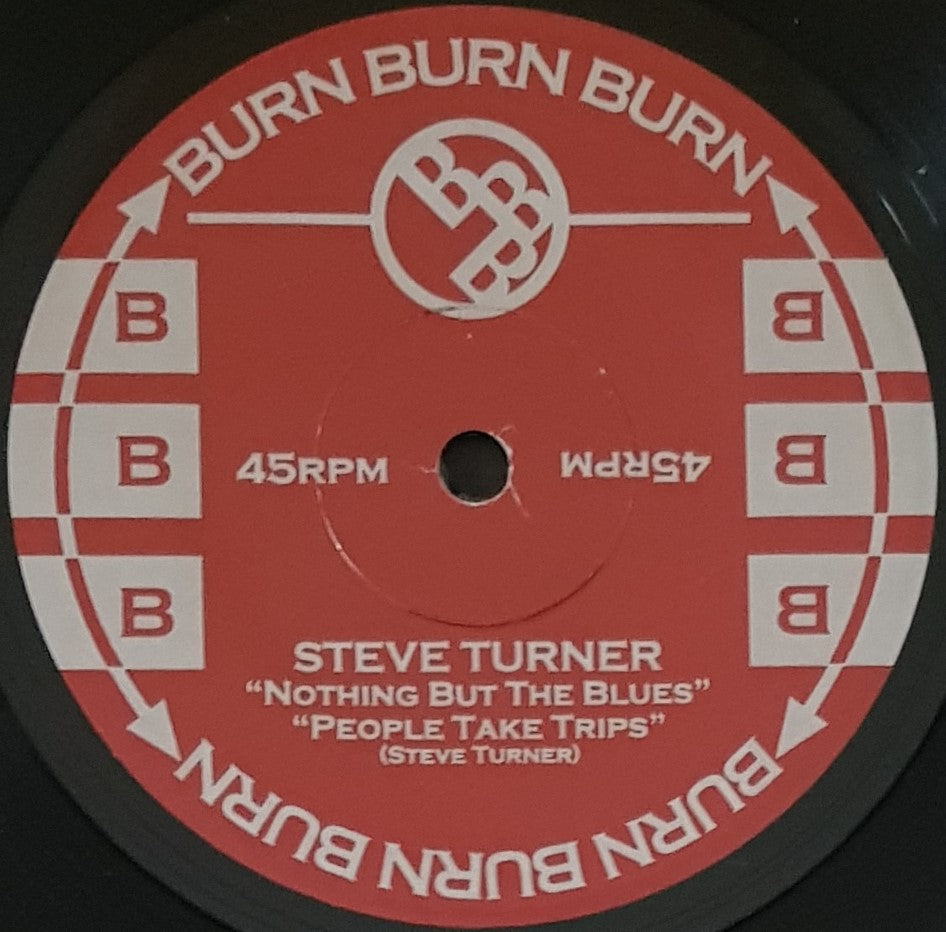 BURN BURN BURN
B B B B
B B
45RPM 45RPM
B B
B B
STEVE TURNER
“NOTHING BUT THE BLUES”
“PEOPLE TAKE TRIPS”
(STEVE TURNER)
BURN BURN BURN